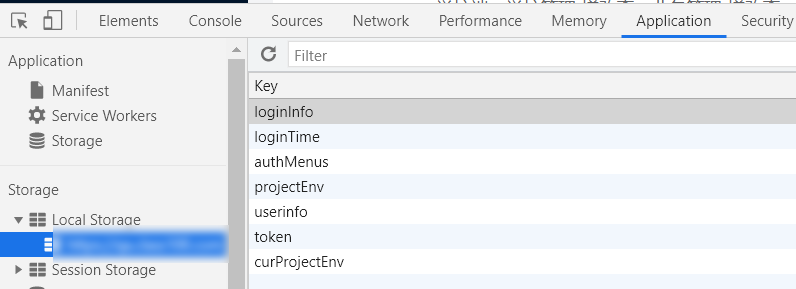 Elements Console Sources Network Performance Memory Application Security
Application
Manifest
Service Workers
Storage
Storage
Local Storage
Session Storage
Filter
Key
loginInfo
loginTime
authMenus
projectEnv
userinfo
token
curProjectEnv